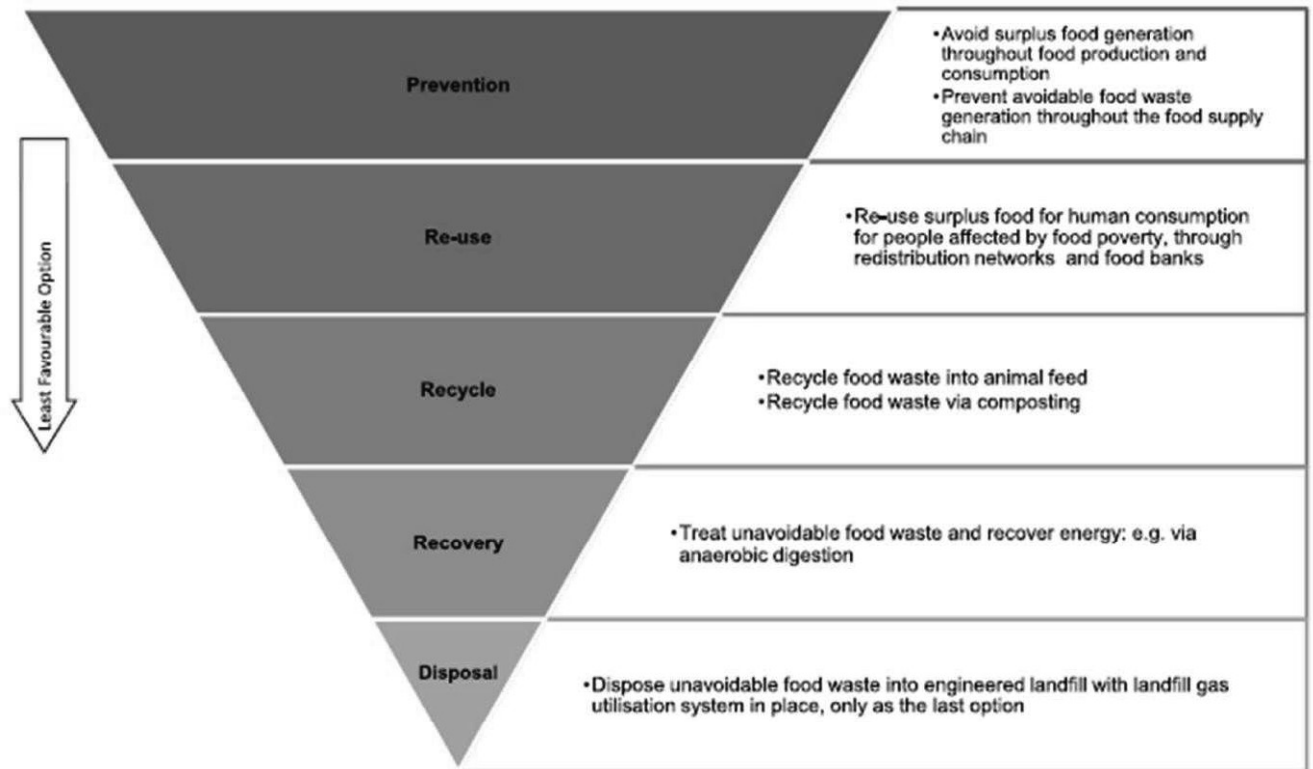 Prevention
•Avoid surplus food generation
throughout food production and
consumption
•Prevent avoidable food waste
generation throughout the food supply
chain
Least Favourable Option
Re-use
•Re-use surplus food for human consumption
for people affected by food poverty, through
redistribution networks and food banks
Recycle
•Recycle food waste into animal feed
•Recycle food waste via composting
Recovery
•Treat unavoidable food waste and recover energy: e.g. via
anaerobic digestion
Disposal
•Dispose unavoidable food waste into engineered landfill with landfill gas
utilisation system in place, only as the last option